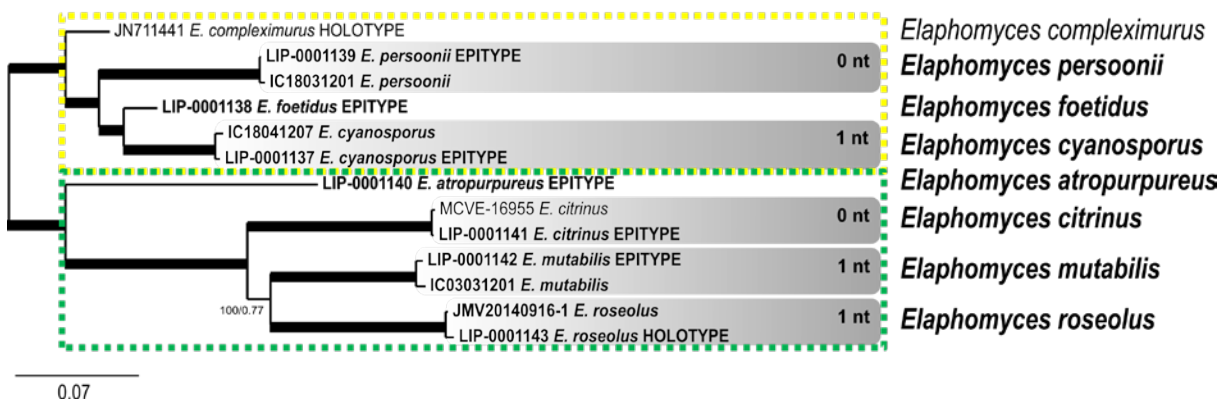 JN711441 E. compleximurus HOLOTYPE
Elaphomyces compleximurus
LIP-0001139 E. persoonii EPITYPE
0 nt
Elaphomyces persoonii
IC18031201 E. persoonii
LIP-0001138 E. foetidus EPITYPE
Elaphomyces foetidus
IC18041207 E. cyanosporus
1 nt
Elaphomyces cyanosporus
LIP-0001137 E. cyanosporus EPITYPE
LIP-0001140 E. atropurpureus EPITYPE
Elaphomyces atropurpureus
MCVE-16955 E. citrinus
0 nt
Elaphomyces citrinus
LIP-0001141 E. citrinus EPITYPE
LIP-0001142 E. mutabilis EPITYPE
1 nt
Elaphomyces mutabilis
IC03031201 E. mutabilis
100/0.77
JMV20140916-1 E. roseolus
1 nt
Elaphomyces roseolus
LIP-0001143 E. roseolus HOLOTYPE
0.07